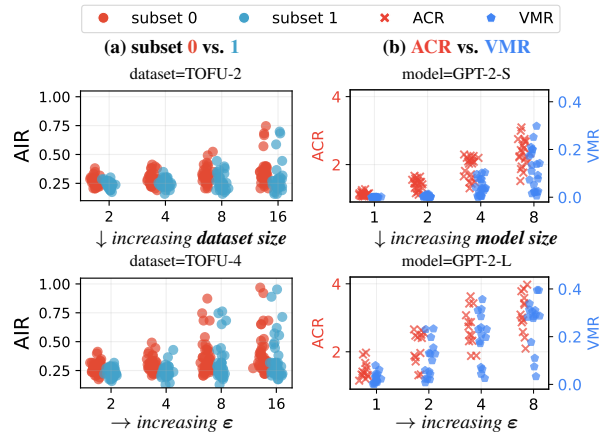 subset 0 subset 1 ACR VMR
(a) subset 0 vs. 1
dataset=TOFU-2
AIR
1.00
0.75
0.50
0.25
2 4 8 16
↓ increasing dataset size
dataset=TOFU-4
AIR
1.00
0.75
0.50
0.25
2 4 8 16
→ increasing ε
(b) ACR vs. VMR
model=GPT-2-S
ACR
4
2
0.4
0.2
0.0
VMR
1 2 4 8
↓ increasing model size
model=GPT-2-L
ACR
4
2
0.4
0.2
0.0
VMR
1 2 4 8
→ increasing ε